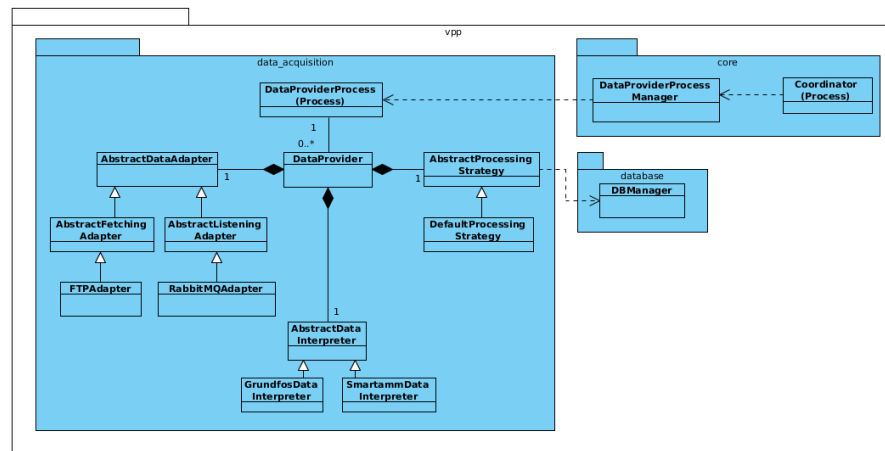 vpp
data_acquisition
core
DataProviderProcess
(Process)
DataProviderProcess
Manager
Coordinator
(Process)
1
0..*
AbstractDataAdapter
DataProvider
AbstractProcessing
Strategy
1
1
database
DBManager
AbstractFetching
Adapter
AbstractListening
Adapter
DefaultProcessing
Strategy
FTPAdapter
RabbitMQAdapter
1
AbstractData
Interpreter
GrundfosData
Interpreter
SmartammData
Interpreter